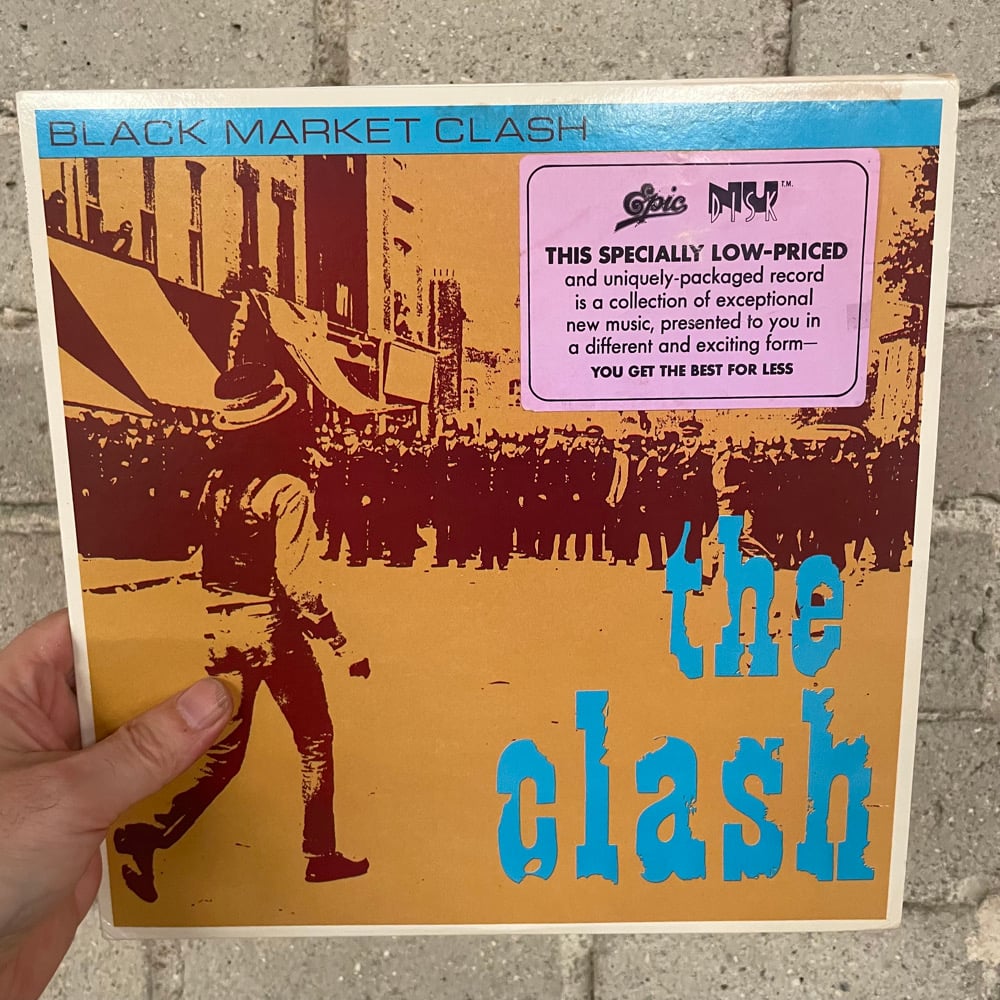 BLACK MARKET CLASH
Epic NU DISK T.M.
THIS SPECIALLY LOW-PRICED
and uniquely-packaged record
is a collection of exceptional
new music, presented to you in
a different and exciting form—
YOU GET THE BEST FOR LESS
the
clash